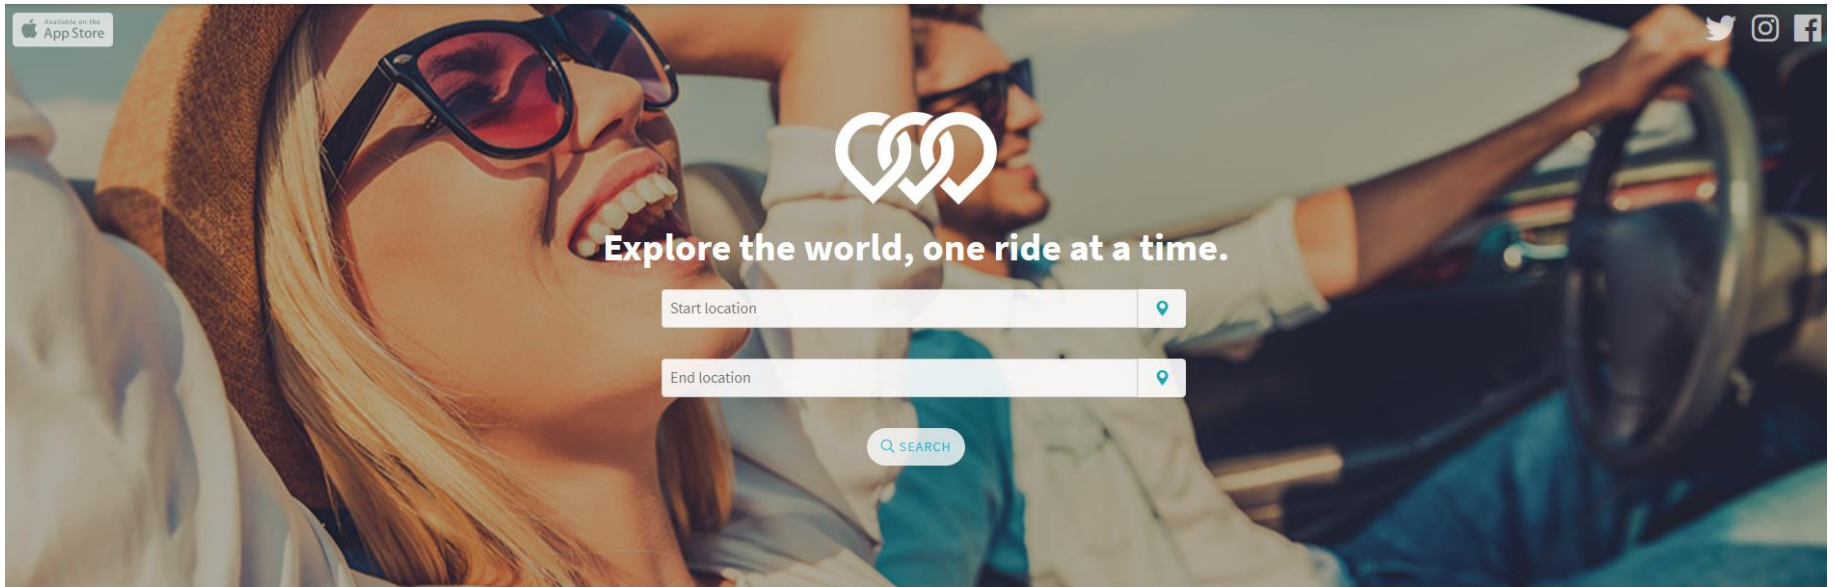 Available on the
App Store
Explore the world, one ride at a time.
Start location
End location
SEARCH